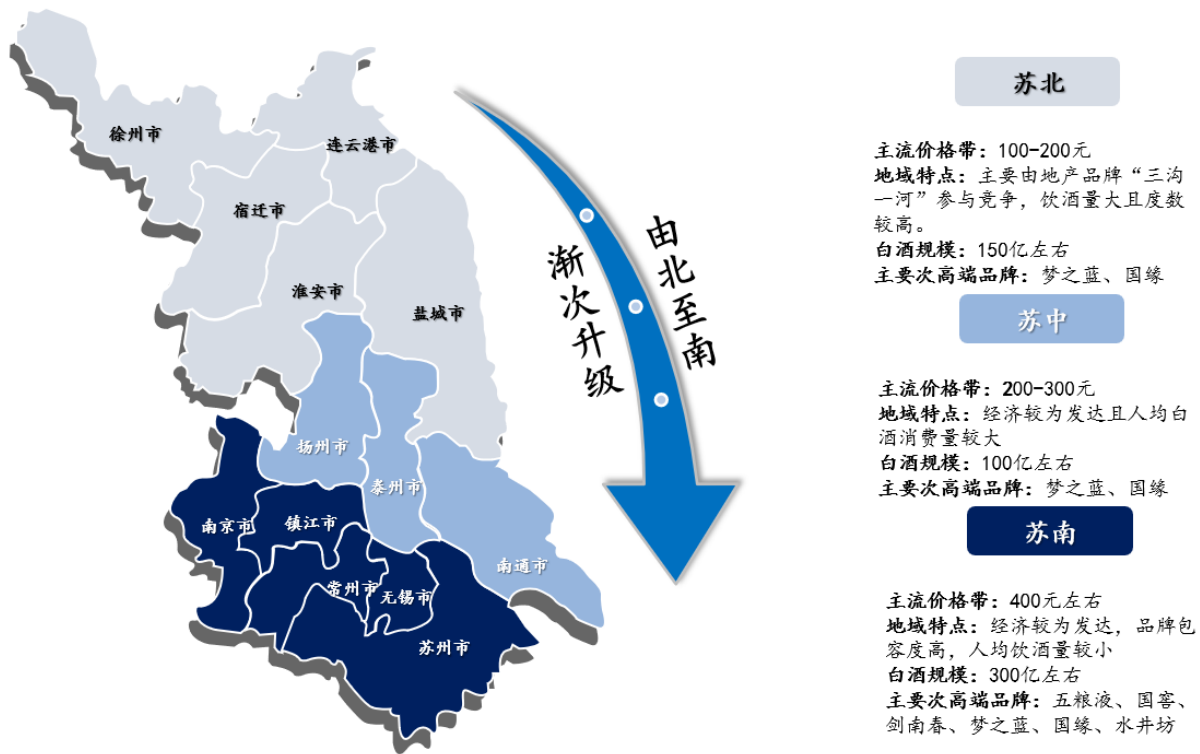 徐州市
连云港市
宿迁市
淮安市
盐城市
扬州市
泰州市
南京市
镇江市
南通市
常州市
无锡市
苏州市
由北至南
渐次升级
苏北
主流价格带：100-200元
地域特点：主要由地产品牌“三沟
一河”参与竞争，饮酒量大且度数
较高。
白酒规模：150亿左右
主要次高端品牌：梦之蓝、国缘
苏中
主流价格带：200-300元
地域特点：经济较为发达且人均白
酒消费量较大
白酒规模：100亿左右
主要次高端品牌：梦之蓝、国缘
苏南
主流价格带：400元左右
地域特点：经济较为发达，品牌包
容度高，人均饮酒量较小
白酒规模：300亿左右
主要次高端品牌：五粮液、国窖、
剑南春、梦之蓝、国缘、水井坊